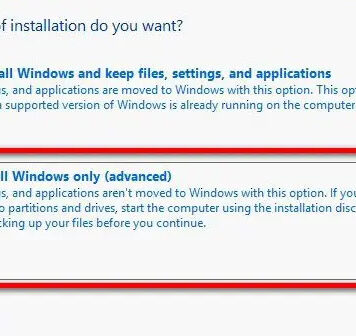 of installation do you want?
all Windows and keep files, settings, and applications
s, and applications are moved to Windows with this option. This op
a supported version of Windows is already running on the computer
ll Windows only (advanced)
s, and applications aren't moved to Windows with this option. If you
o partitions and drives, start the computer using the installation disc
cking up your files before you continue.